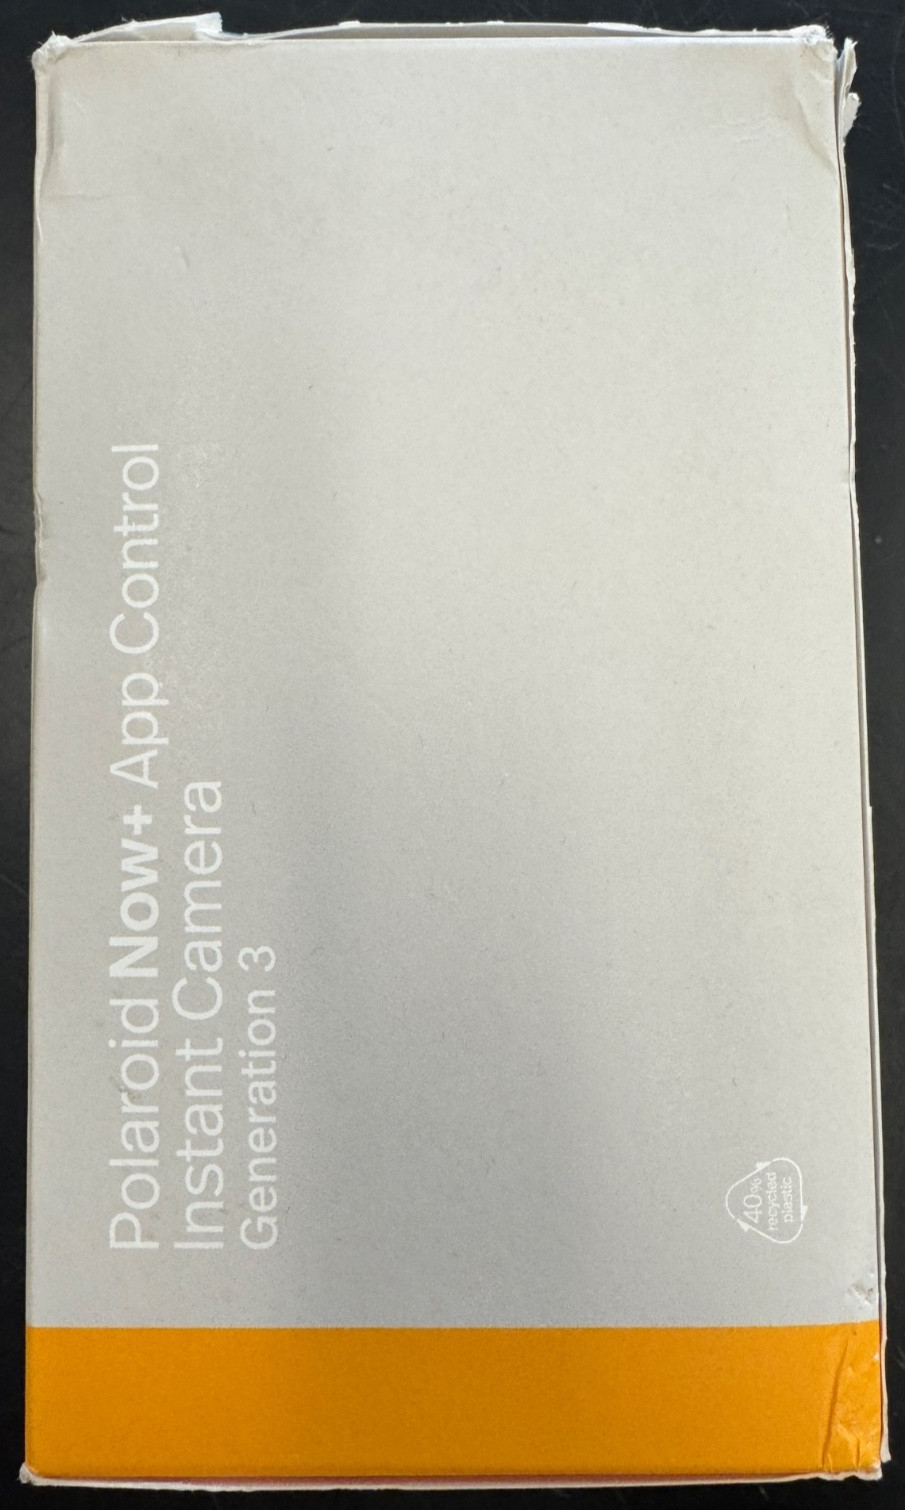 Polaroid Now+ App Control
Instant Camera
Generation 3
40%
recycled
plastic